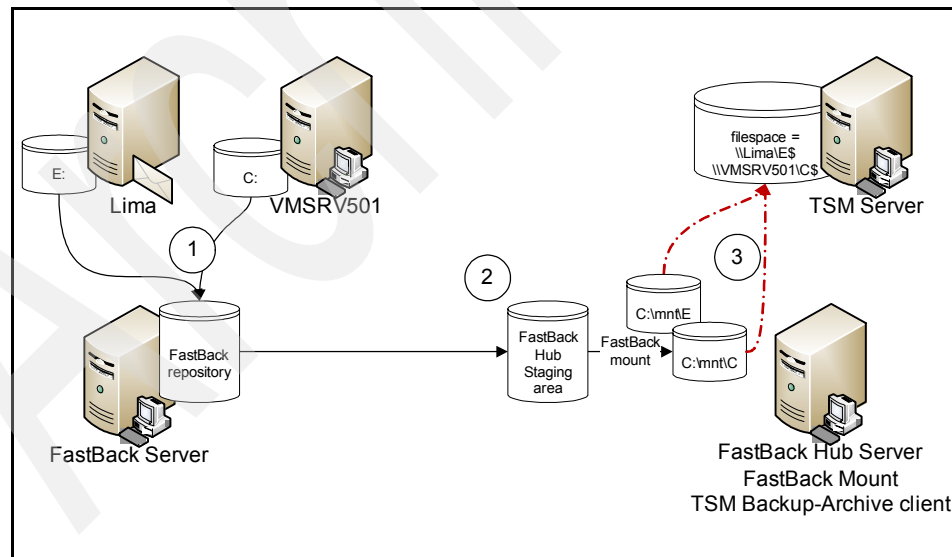 E:
Lima
C:
VMSRV501
filespace =
\\Lima\E$
\\VMSRV501\C$
TSM Server
1
2
3
FastBack
repository
FastBack Server
FastBack
Hub
Staging
area
FastBack
mount
C:\mnt\E
C:\mnt\C
FastBack Hub Server
FastBack Mount
TSM Backup-Archive client